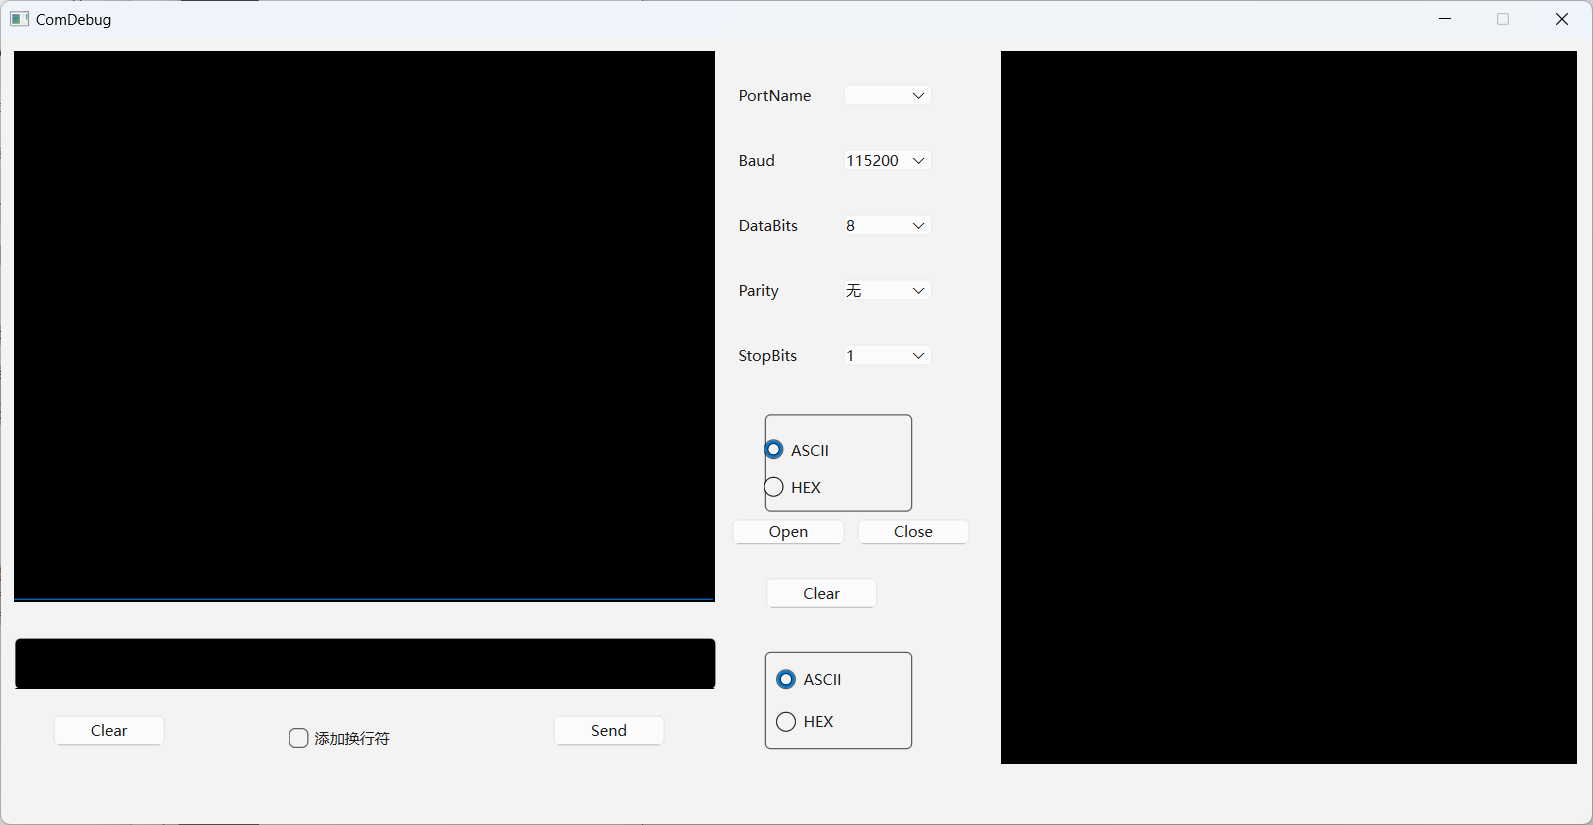 ComDebug
PortName
Baud 115200
DataBits 8
Parity 无
StopBits 1
ASCII
HEX
Open Close
Clear
ASCII
HEX
Clear 添加换行符 Send